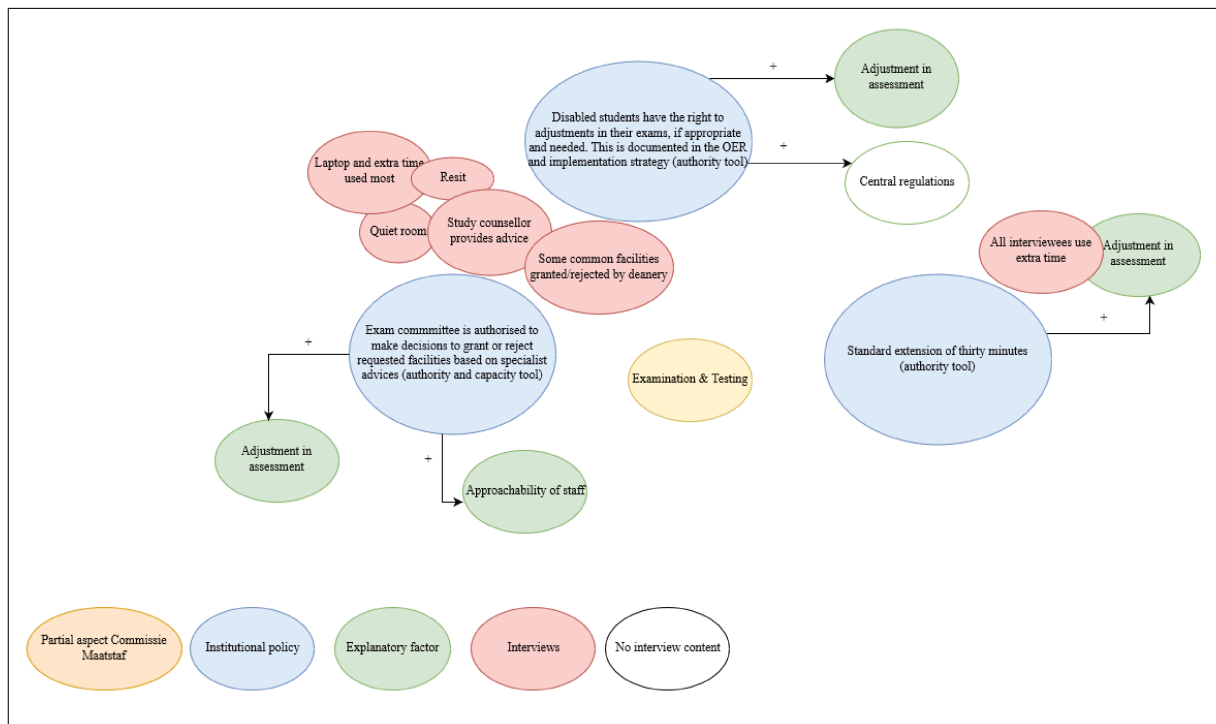 +
Adjustment in
assessment
Disabled students have the right to
adjustments in their exams, if appropriate
and needed. This is documented in the OER
and implementation strategy (authority tool)
+
Central regulations
Laptop and extra time
used most
Resit
Quiet room
Study counsellor
provides advice
Some common facilities
granted/rejected by deanery
All interviewees use
extra time
Adjustment in
assessment
+
Standard extension of thirty minutes
(authority tool)
Exam commmittee is authorised to
make decisions to grant or reject
requested facilities based on specialist
advices (authority and capacity tool)
+
Examination & Testing
Adjustment in
assessment
+
Approachability of staff
Partial aspect Commissie
Maatstaf
Institutional policy
Explanatory factor
Interviews
No interview content